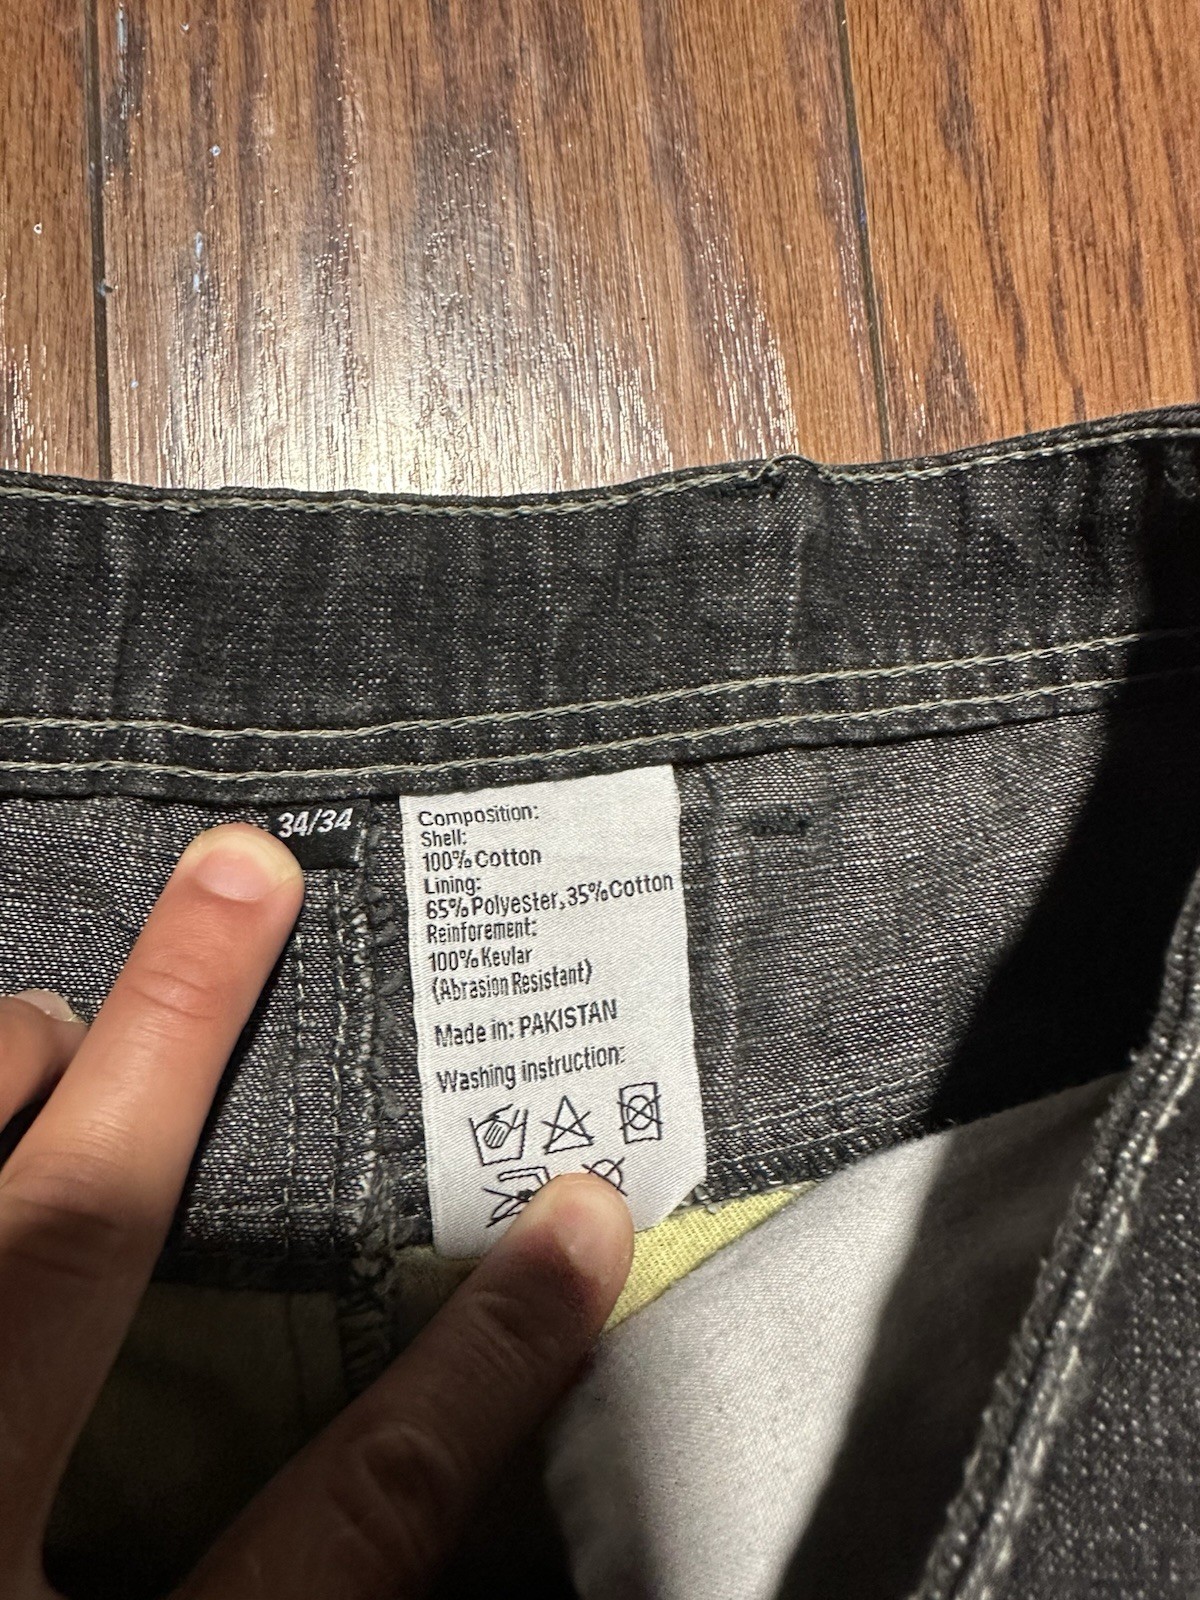 34/34
Composition:
Shell:
100% Cotton
Lining:
65% Polyester, 35% Cotton
Reinforement:
100% Kevlar
(Abrasion Resistant)
Made in: PAKISTAN
Washing instruction: